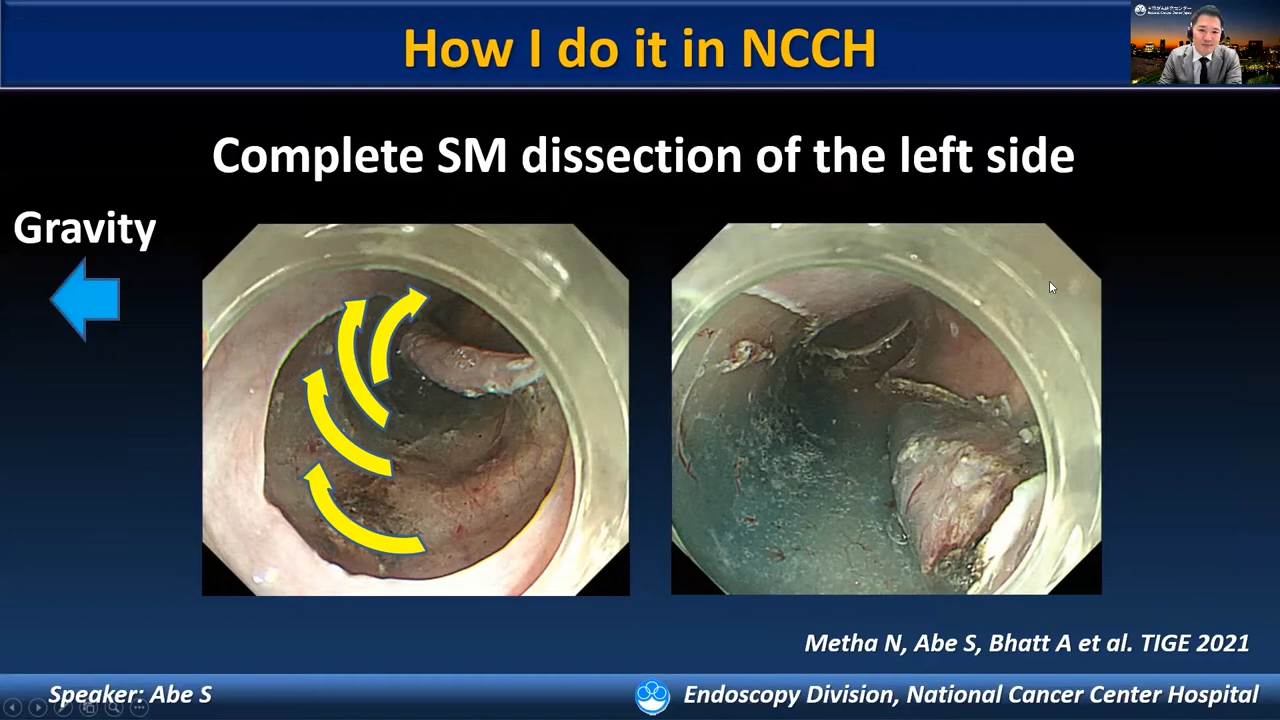 How I do it in NCCH
Complete SM dissection of the left side
Gravity
Metha N, Abe S, Bhatt A et al. TIGE 2021
Speaker: Abe S
Endoscopy Division, National Cancer Center Hospital